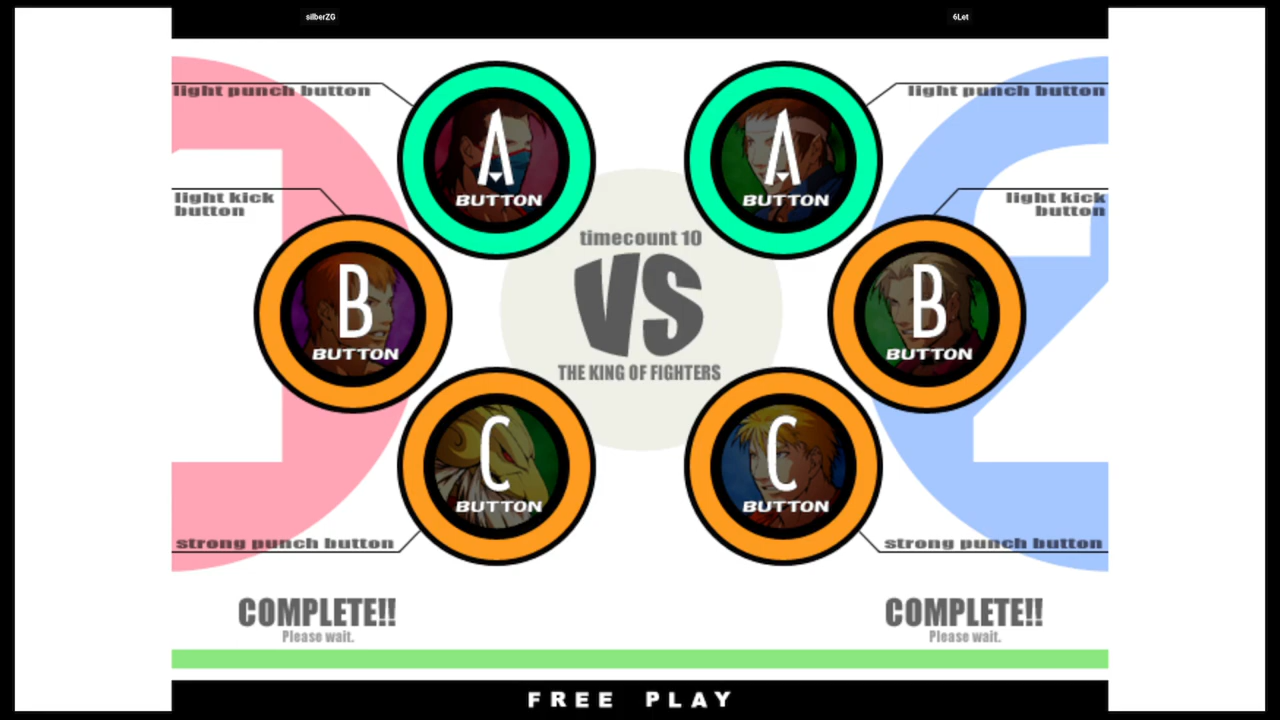 silberZG
6Let
light punch button
light punch button
A
BUTTON
A
BUTTON
light kick
button
light kick
button
timecount 10
VS
THE KING OF FIGHTERS
B
BUTTON
B
BUTTON
C
BUTTON
C
BUTTON
strong punch button
strong punch button
COMPLETE!!
Please wait.
COMPLETE!!
Please wait.
FREE PLAY